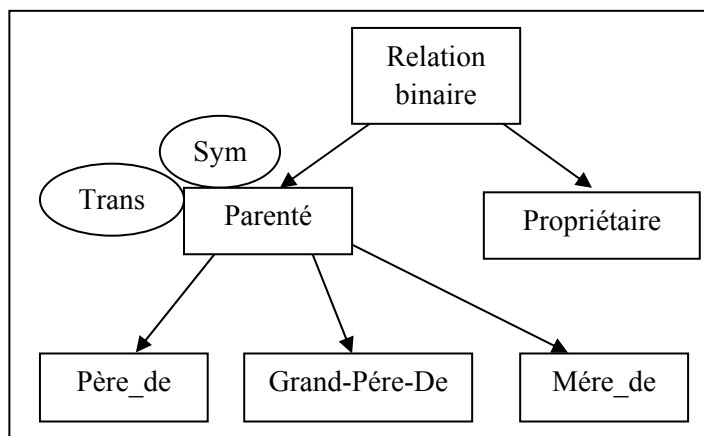 Relation
binaire
Sym
Trans
Parenté
Propriétaire
Père_de
Grand-Pére-De
Mére_de